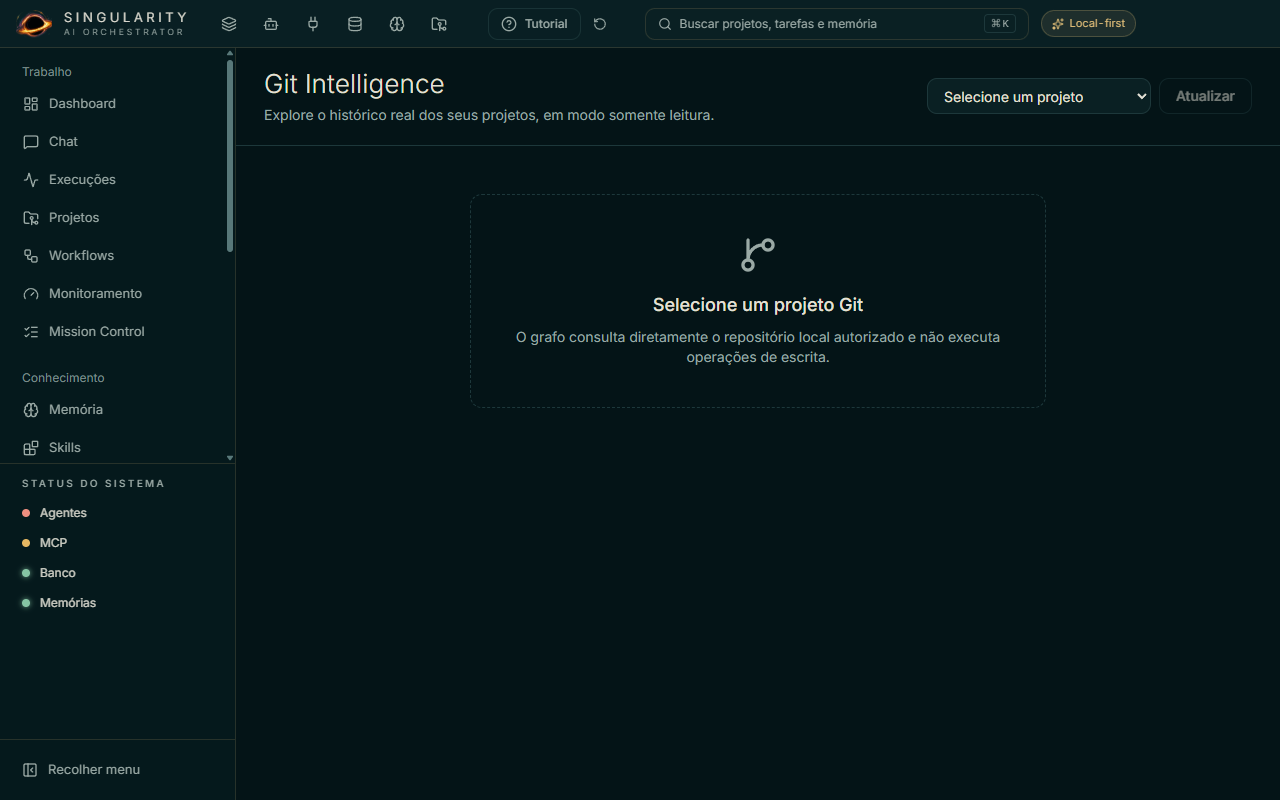 SINGULARITY
AI ORCHESTRATOR
Tutorial
Buscar projetos, tarefas e memória
⌘K
Local-first
Trabalho
Dashboard
Chat
Execuções
Projetos
Workflows
Monitoramento
Mission Control
Conhecimento
Memória
Skills
STATUS DO SISTEMA
Agentes
MCP
Banco
Memórias
Recolher menu
Git Intelligence
Explore o histórico real dos seus projetos, em modo somente leitura.
Selecione um projeto
Atualizar
Selecione um projeto Git
O grafo consulta diretamente o repositório local autorizado e não executa
operações de escrita.